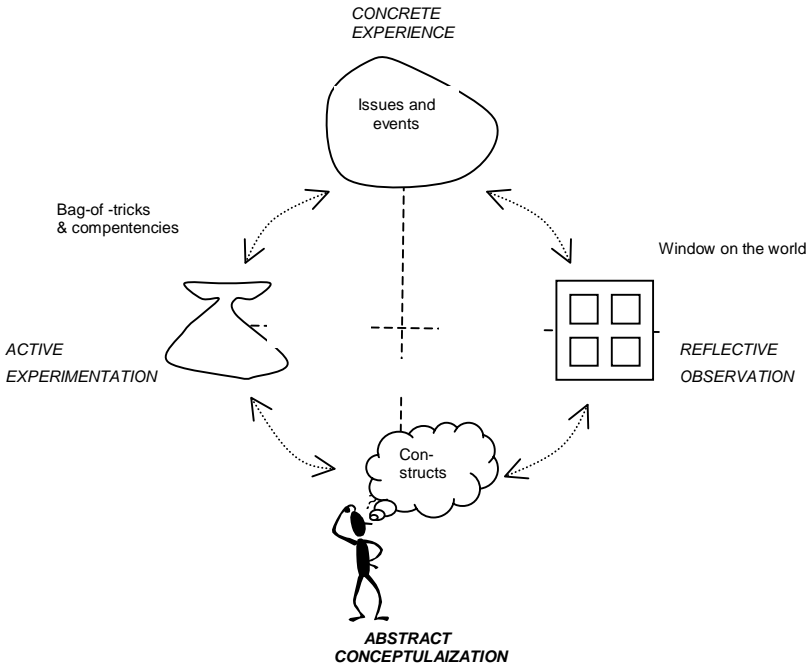 CONCRETE
EXPERIENCE
Issues and
events
Bag-of -tricks
& compentencies
Window on the world
ACTIVE
EXPERIMENTATION
REFLECTIVE
OBSERVATION
Con-
structs
ABSTRACT
CONCEPTULAIZATION